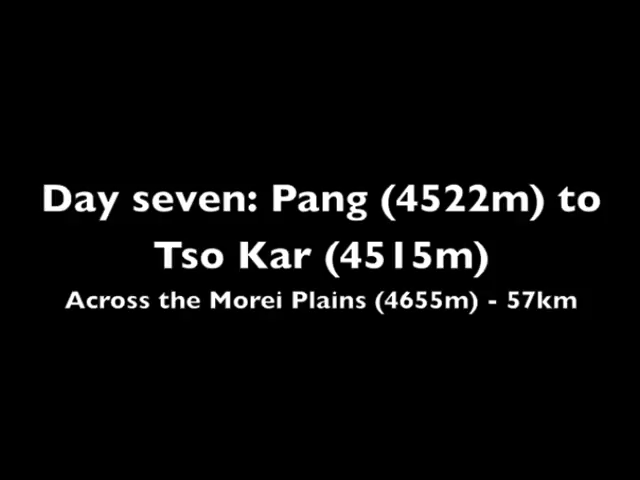 Day seven: Pang (4522m) to
Tso Kar (4515m)
Across the Morei Plains (4655m) - 57km